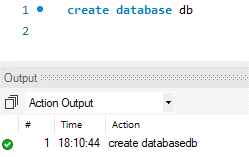 1 create database db
2
Output
Action Output
# Time Action
1 18:10:44 create databasedb